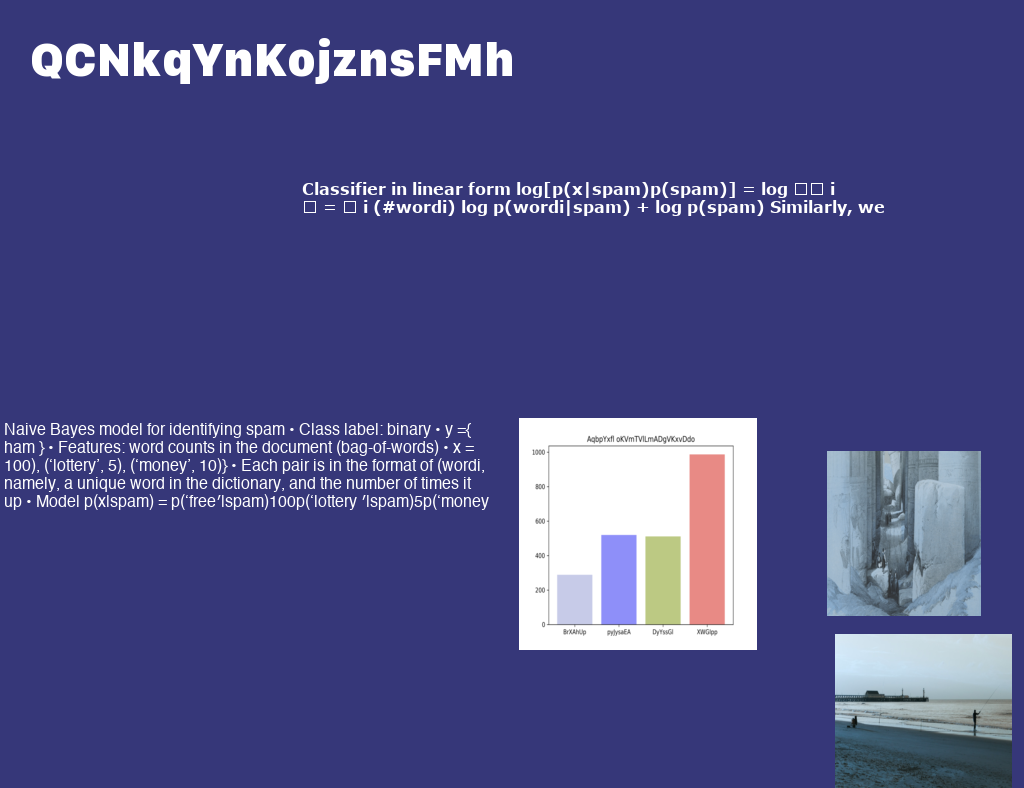 QCNkqYnKojznsFMh
Classifier in linear form log[p(x|spam)p(spam)] = log □□ i
□ = □ i (#wordi) log p(wordi|spam) + log p(spam) Similarly, we
Naive Bayes model for identifying spam • Class label: binary • y ={
ham } • Features: word counts in the document (bag-of-words) • x =
100), (‘lottery’, 5), (‘money’, 10)} • Each pair is in the format of (wordi,
namely, a unique word in the dictionary, and the number of times it
up • Model p(x|spam) = p(‘free′|spam)100p(‘lottery ′|spam)5p(‘money
AqbpYxfl oKVmTVlLmADgVKxvDdo
1000
800
600
400
200
0
BrXAhUp pyJysaEA DyYssGl XWGIpp